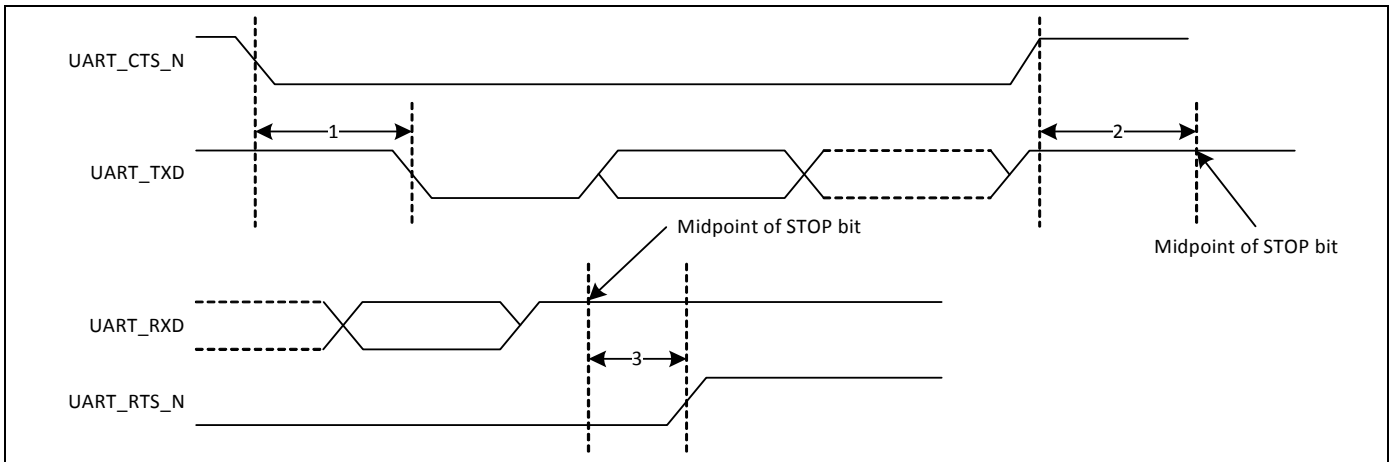 UART_CTS_N
1
2
UART_TXD
Midpoint of STOP bit
Midpoint of STOP bit
UART_RXD
3
UART_RTS_N